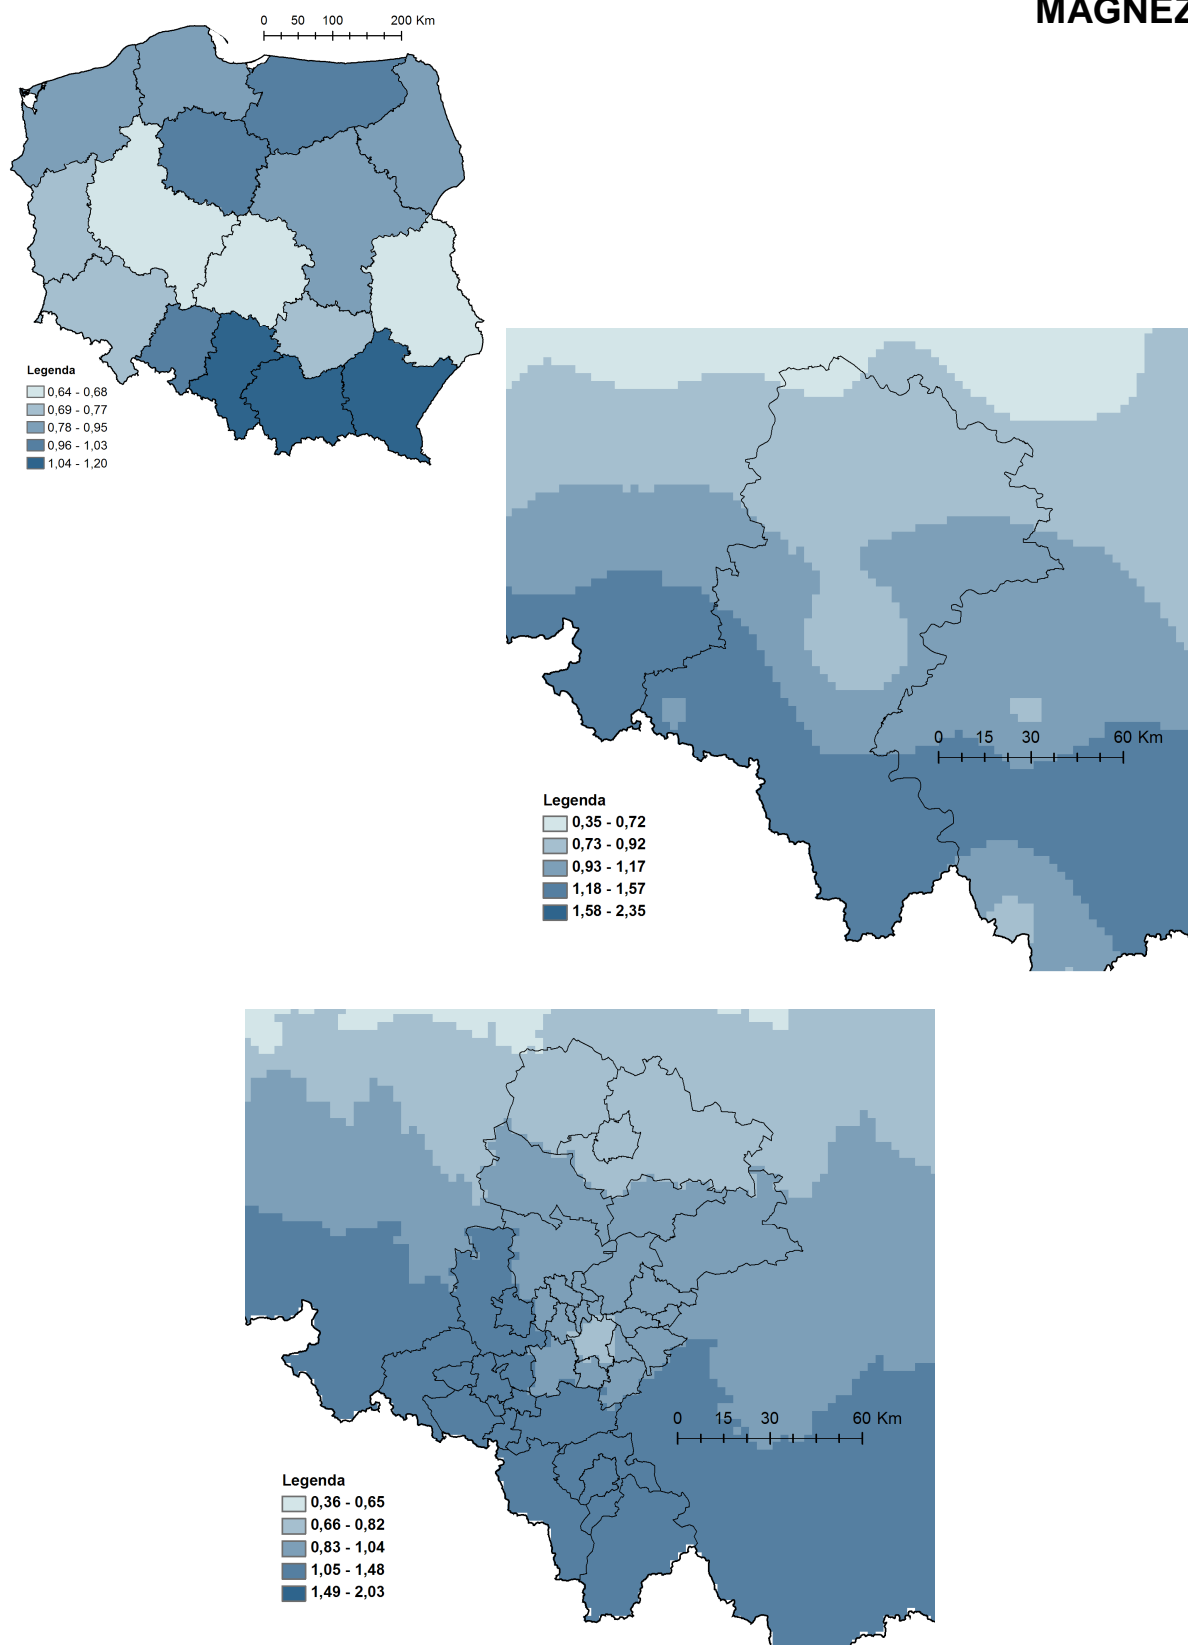 MAGNEZ
0 50 100 200 Km
Legenda
0,64 - 0,68
0,69 - 0,77
0,78 - 0,95
0,96 - 1,03
1,04 - 1,20
0 15 30 60 Km
Legenda
0,35 - 0,72
0,73 - 0,92
0,93 - 1,17
1,18 - 1,57
1,58 - 2,35
0 15 30 60 Km
Legenda
0,36 - 0,65
0,66 - 0,82
0,83 - 1,04
1,05 - 1,48
1,49 - 2,03